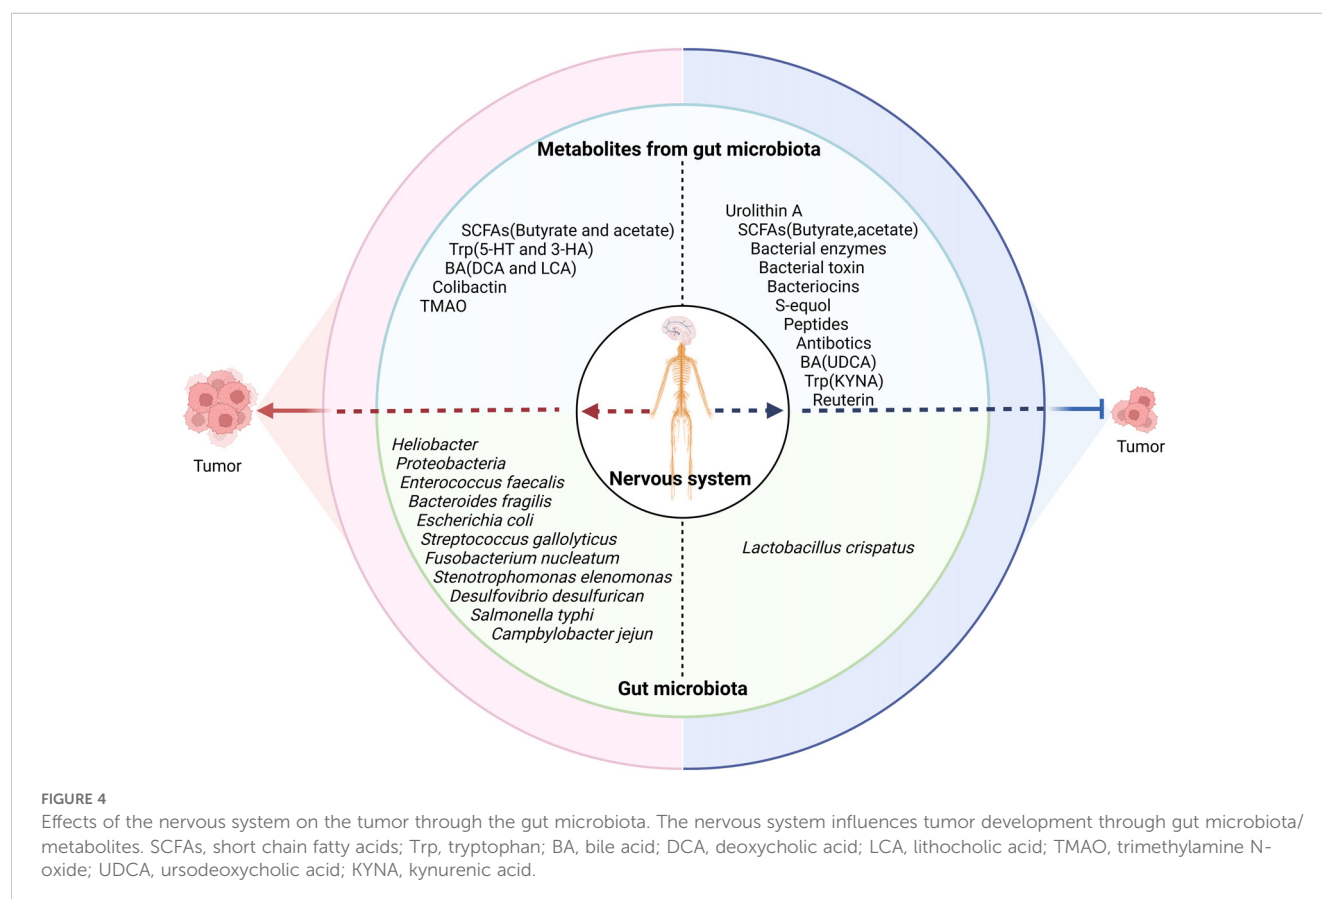 Metabolites from gut microbiota
SCFAs(Butyrate and acetate)
Trp(5-HT and 3-HA)
BA(DCA and LCA)
Colibactin
TMAO
Urolithin A
SCFAs(Butyrate,acetate)
Bacterial enzymes
Bacterial toxin
Bacteriocins
S-equol
Peptides
Antibotics
BA(UDCA)
Trp(KYNA)
Reuterin
Tumor
Nervous system
Tumor
Heliobacter
Proteobacteria
Enterococcus faecalis
Bacteroides fragilis
Escherichia coli
Streptococcus gallolyticus
Fusobacterium nucleatum
Stenotrophomonas elenomonas
Desulfovibrio desulfurican
Salmonella typhi
Campbylobacter jejun
Lactobacillus crispatus
Gut microbiota
FIGURE 4
Effects of the nervous system on the tumor through the gut microbiota. The nervous system influences tumor development through gut microbiota/
metabolites. SCFAs, short chain fatty acids; Trp, tryptophan; BA, bile acid; DCA, deoxycholic acid; LCA, lithocholic acid; TMAO, trimethylamine N-
oxide; UDCA, ursodeoxycholic acid; KYNA, kynurenic acid.